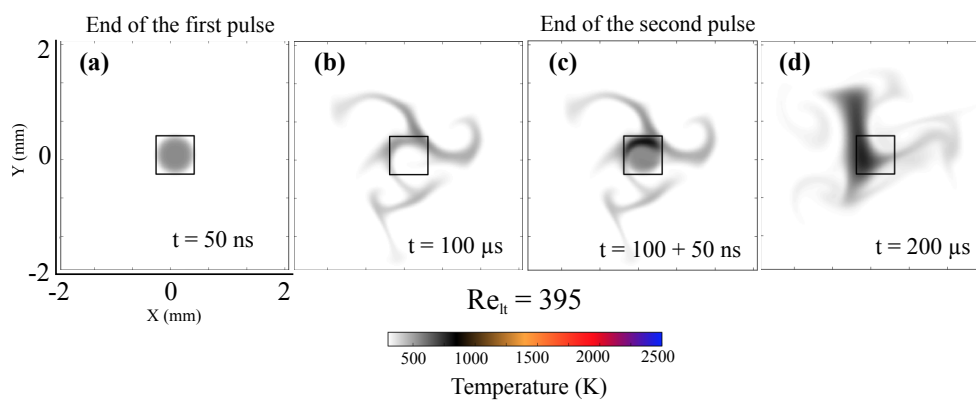 End of the first pulse
End of the second pulse
2
(a)
(b)
(c)
(d)
Y (mm)
0
t = 50 ns
t = 100 µs
t = 100 + 50 ns
t = 200 µs
-2
-2
0
2
X (mm)
Re_lt = 395
500
1000
1500
2000
2500
Temperature (K)